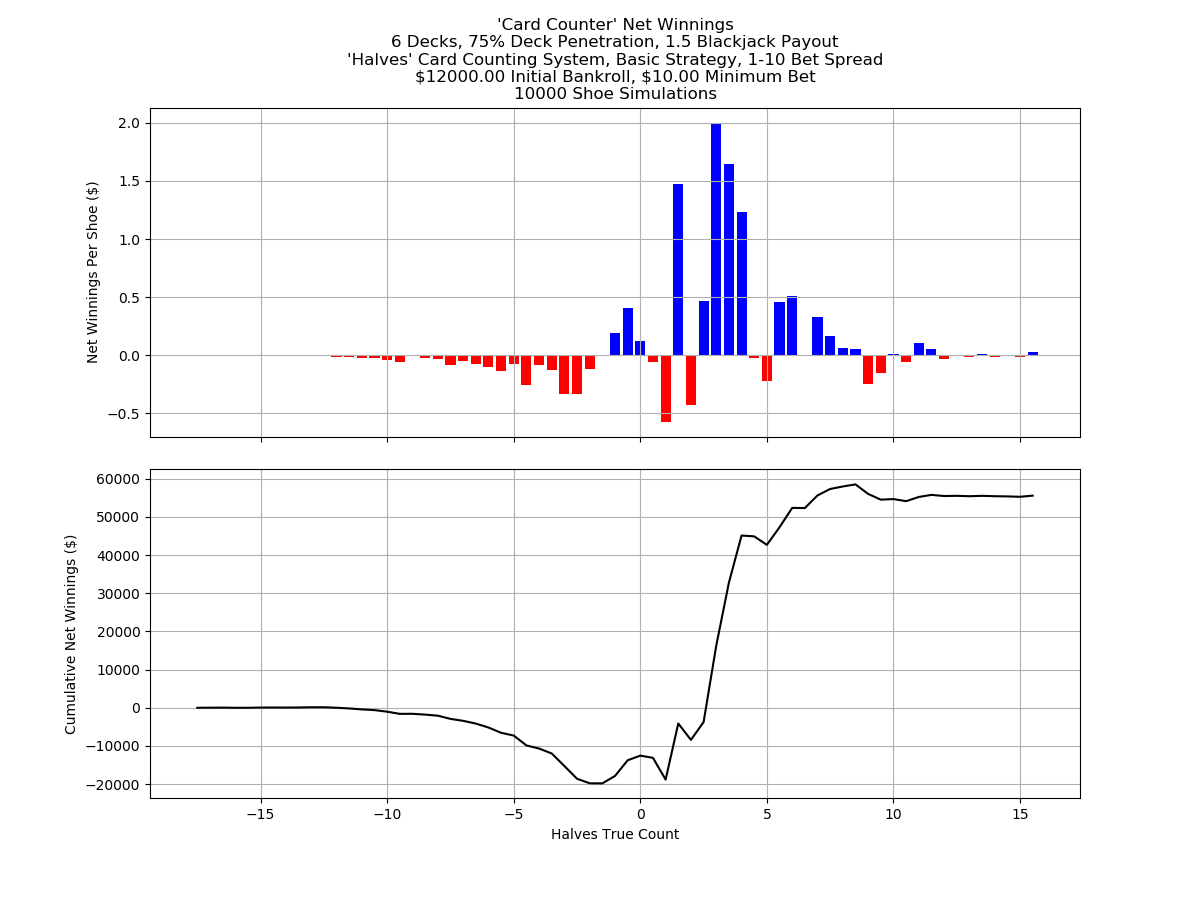 'Card Counter' Net Winnings
6 Decks, 75% Deck Penetration, 1.5 Blackjack Payout
'Halves' Card Counting System, Basic Strategy, 1-10 Bet Spread
$12000.00 Initial Bankroll, $10.00 Minimum Bet
10000 Shoe Simulations
Net Winnings Per Shoe ($)
2.0
1.5
1.0
0.5
0.0
−0.5
Cumulative Net Winnings ($)
60000
50000
40000
30000
20000
10000
0
−10000
−20000
−15 −10 −5 0 5 10 15
Halves True Count